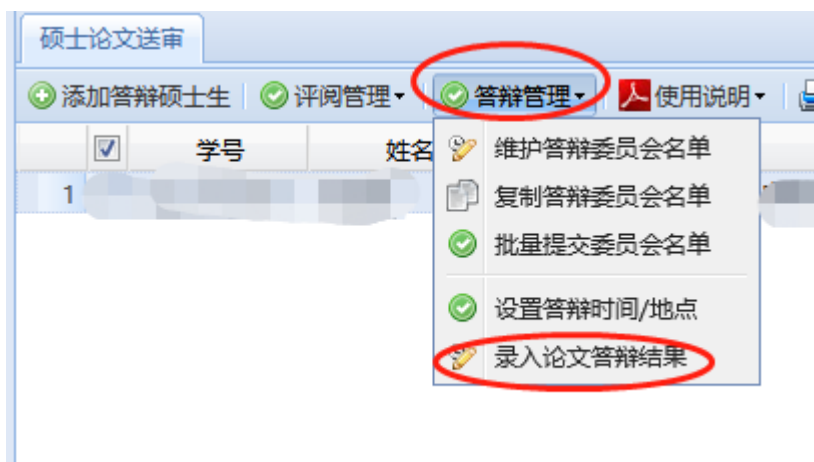 硕士论文送审
添加答辩硕士生 评阅管理 答辩管理 使用说明
学号 姓名
1
维护答辩委员会名单
复制答辩委员会名单
批量提交委员会名单
设置答辩时间/地点
录入论文答辩结果